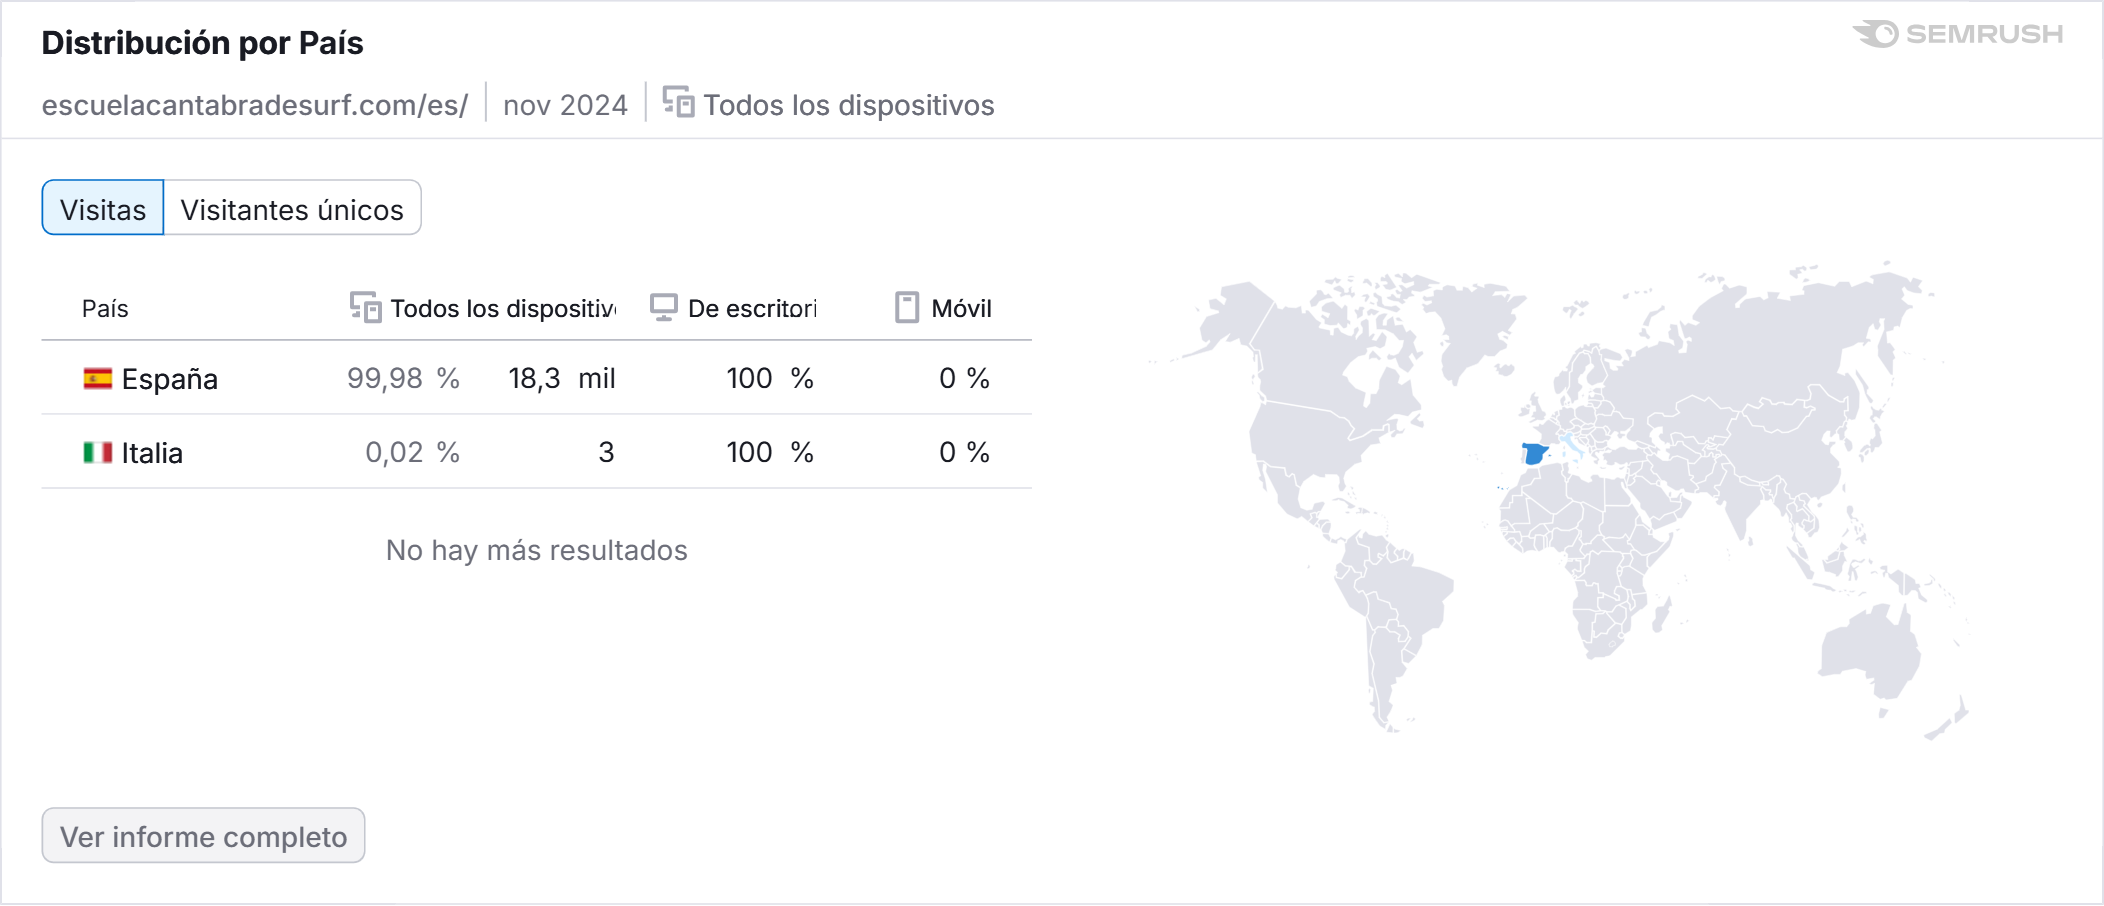 Distribución por País
SEMRUSH
escuelacantabradesurf.com/es/ nov 2024 Todos los dispositivos
Visitas Visitantes únicos
País Todos los dispositiv De escritori Móvil
España 99,98 % 18,3 mil 100 % 0 %
Italia 0,02 % 3 100 % 0 %
No hay más resultados
Ver informe completo